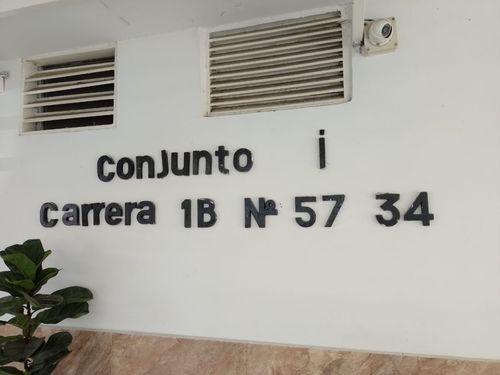 Conjunto i
Carrera 1B Nº 57 34